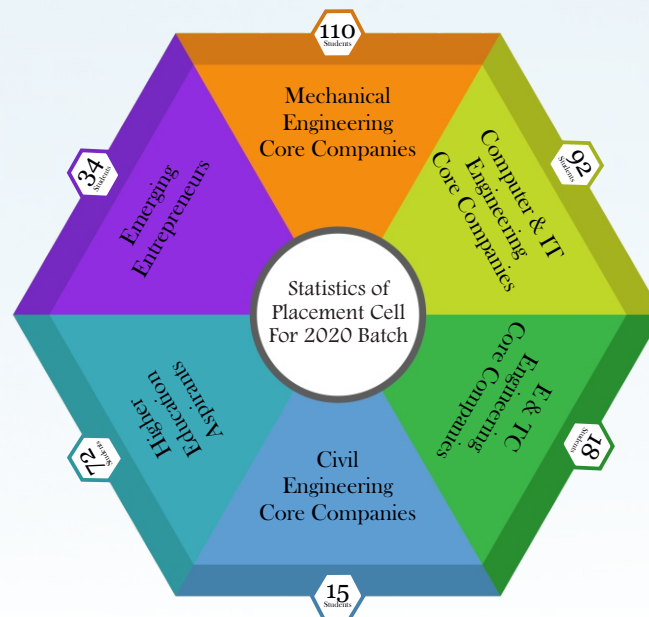 110
Students
Mechanical
Engineering
Core Companies
92
Students
Computer & IT
Engineering
Core Companies
18
Students
E & TC
Engineering
Core Companies
15
Students
Civil
Engineering
Core Companies
72
Students
Higher
Education
Aspirants
34
Students
Emerging
Entrepreneurs
Statistics of
Placement Cell
For 2020 Batch